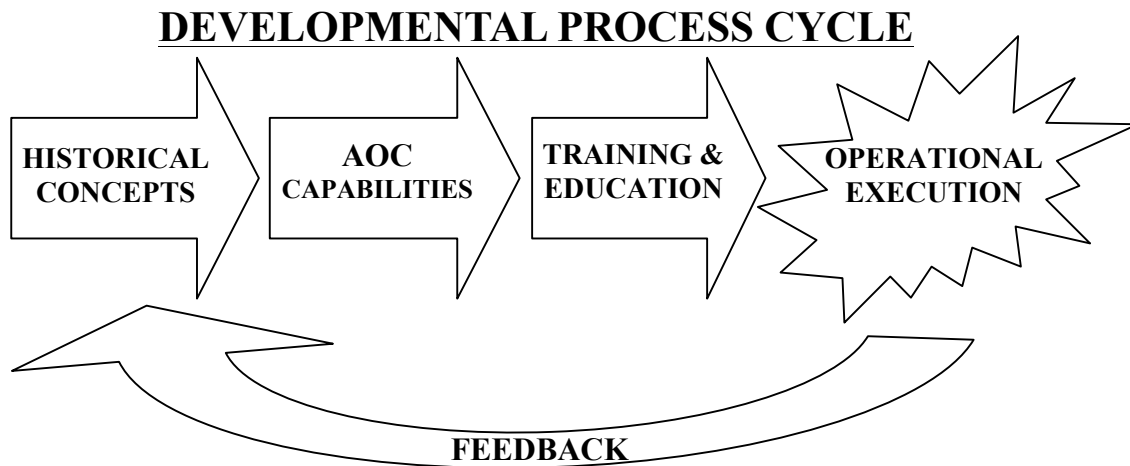 DEVELOPMENTAL PROCESS CYCLE
HISTORICAL
CONCEPTS
AOC
CAPABILITIES
TRAINING &
EDUCATION
OPERATIONAL
EXECUTION
FEEDBACK